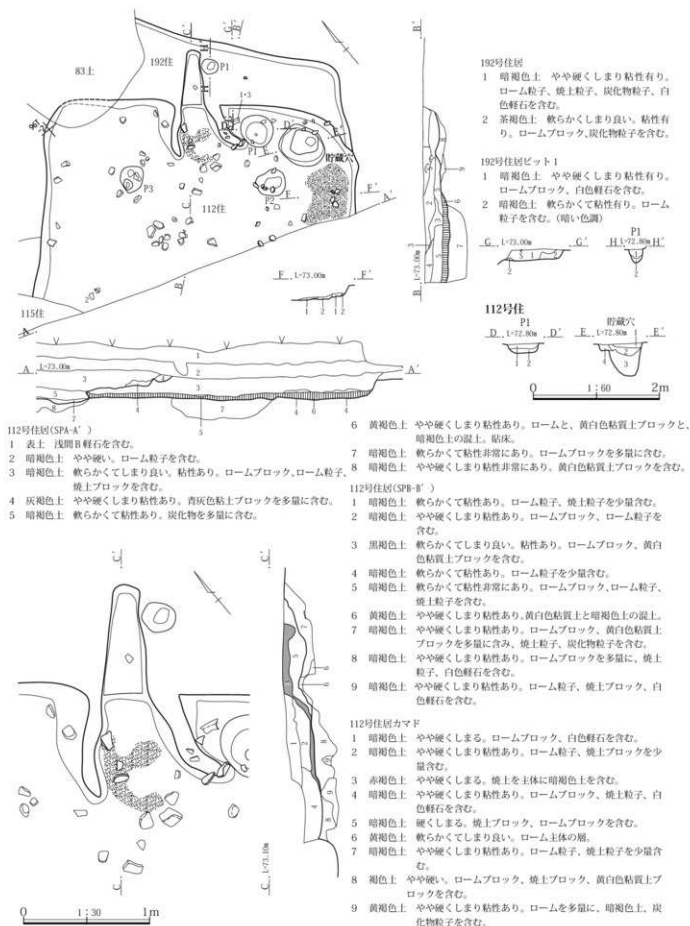 83土
192住
P1
1・3
P1
貯蔵穴
P3
P2
112住
115住
2
C C′
G G′
H H′
D D′
E E′
F F′
A A′
B B′
F L=73.00m F′
1 2 1 2
A L=73.00m A′
B L=73.00m B′
192号住居
1 暗褐色土 やや硬くしまり粘性有り。
ローム粒子、焼土粒子、炭化物粒子、白
色軽石を含む。
2 茶褐色土 軟らかくしまり良い。粘性有
り。ロームブロック、炭化物粒子を含む。
192号住居ピット1
1 暗褐色土 やや硬くしまり粘性有り。
ロームブロック、白色軽石を含む。
2 暗褐色土 軟らかくて粘性有り。ローム
粒子を含む。(暗い色調)
P1
G L=73.00m G′ H L=72.80m H′
112号住
P1 貯蔵穴
D L=72.80m D′ E L=72.80m E′
0 1:60 2m
112号住居(SPA-A′)
1 表土 浅間B軽石を含む。
2 暗褐色土 やや硬い。ローム粒子を含む。
3 暗褐色土 軟らかくてしまり良い。粘性あり。ロームブロック、ローム粒子、
焼土ブロックを含む。
4 灰褐色土 やや硬くしまり粘性あり。青灰色粘土ブロックを多量に含む。
5 暗褐色土 軟らかくて粘性あり。炭化物を多量に含む。
6 黄褐色土 やや硬くしまり粘性あり。ロームと、黄白色粘質土ブロックと、
暗褐色土の混土。貼床。
7 暗褐色土 軟らかくて粘性非常にあり。ロームブロックを多量に含む。
8 暗褐色土 やや硬くしまり粘性非常にあり。黄白色粘質土ブロックを含む。
112号住居(SPB-B′)
1 暗褐色土 軟らかくて粘性あり。ローム粒子、焼土粒子を少量含む。
2 暗褐色土 やや硬くしまり粘性あり。ロームブロック、ローム粒子を
含む。
3 黒褐色土 軟らかくてしまり良い。粘性あり。ロームブロック、黄白
色粘質土ブロックを含む。
4 暗褐色土 軟らかくて粘性あり。ローム粒子を少量含む。
5 暗褐色土 軟らかくて粘性非常にあり。ロームブロック、ローム粒子、
焼土粒子を含む。
6 黄褐色土 やや硬くしまり粘性あり。黄白色粘質土と暗褐色土の混土。
7 暗褐色土 やや硬くしまり粘性あり。ロームブロック、黄白色粘質土
ブロックを多量に含み、焼土粒子、炭化物粒子を含む。
8 暗褐色土 やや硬くしまり粘性あり。ロームブロックを多量に、焼土
粒子、白色軽石を含む。
9 暗褐色土 やや硬くしまり粘性あり。ローム粒子、焼土ブロック、白
色軽石を含む。
112号住居カマド
1 暗褐色土 やや硬くしまる。ロームブロック、白色軽石を含む。
2 暗褐色土 やや硬くしまり粘性あり。ローム粒子、焼土ブロックを少
量含む。
3 赤褐色土 やや硬くしまる。焼土を主体に暗褐色土を含む。
4 暗褐色土 やや硬くしまり粘性あり。ロームブロック、焼土粒子、白
色軽石を含む。
5 暗褐色土 硬くしまる。焼土ブロック、ロームブロックを含む。
6 黄褐色土 軟らかくてしまり良い。ローム主体の層。
7 暗褐色土 やや硬くしまり粘性あり。ローム粒子、焼土粒子を少量含
む。
8 褐色土 やや硬い。ロームブロック、焼土ブロック、黄白色粘質土ブ
ロックを含む。
9 黄褐色土 やや硬くしまり粘性あり。ロームを多量に、暗褐色土、炭
化物粒子を含む。
C L=73.10m C′
0 1:30 1m